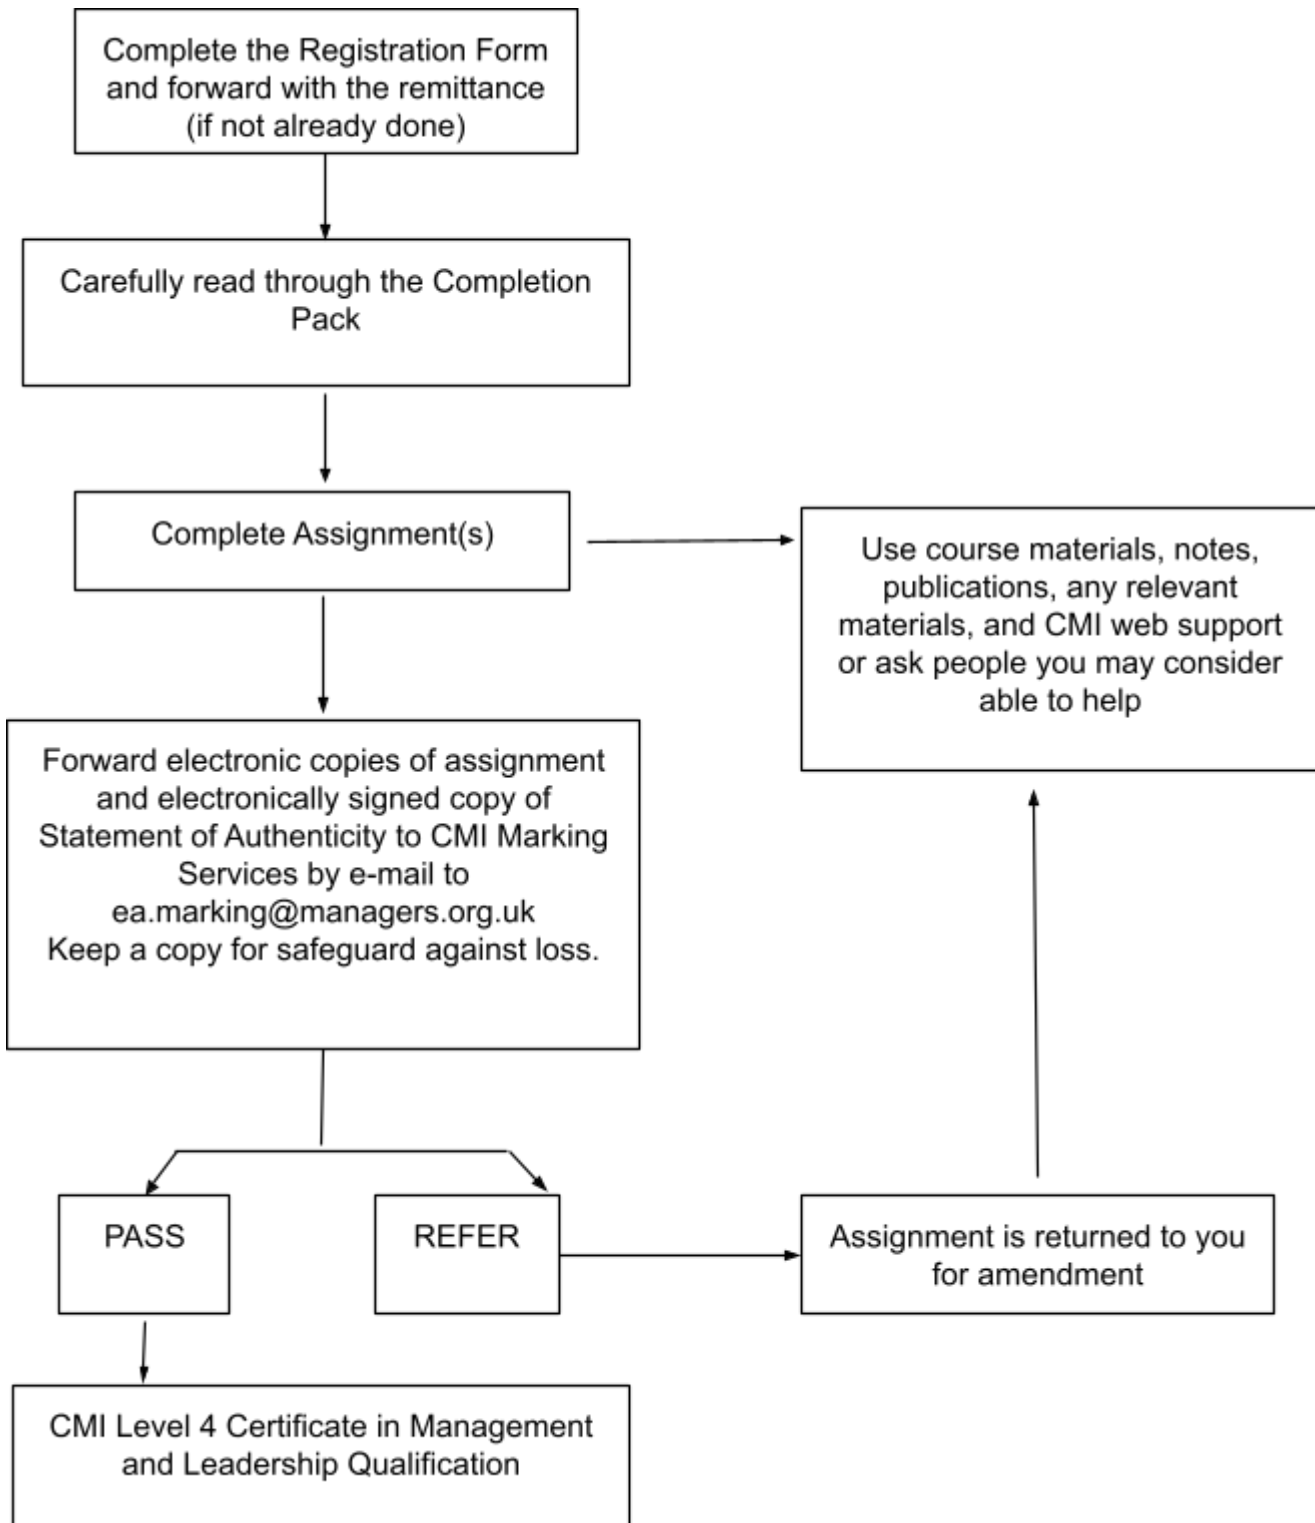 Complete the Registration Form
and forward with the remittance
(if not already done)
Carefully read through the Completion
Pack
Complete Assignment(s)
Use course materials, notes,
publications, any relevant
materials, and CMI web support
or ask people you may consider
able to help
Forward electronic copies of assignment
and electronically signed copy of
Statement of Authenticity to CMI Marking
Services by e-mail to
ea.marking@managers.org.uk
Keep a copy for safeguard against loss.
PASS
REFER
Assignment is returned to you
for amendment
CMI Level 4 Certificate in Management
and Leadership Qualification